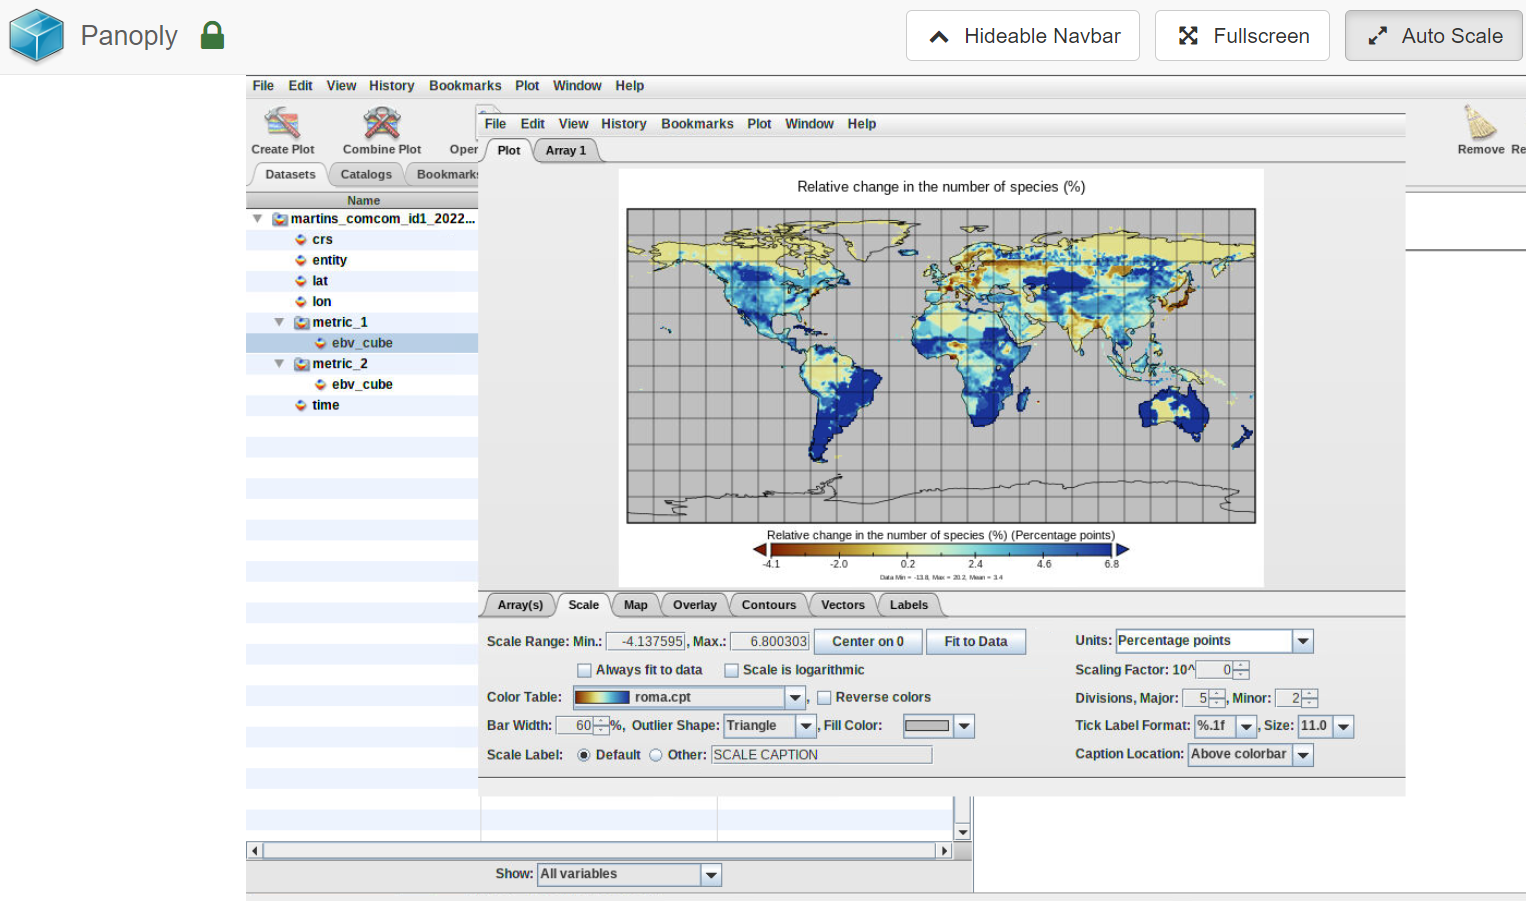 Panoply
Hideable Navbar
Fullscreen
Auto Scale
File Edit View History Bookmarks Plot Window Help
Create Plot
Combine Plot
Oper
Remove
Re
File Edit View History Bookmarks Plot Window Help
Plot
Array 1
Datasets
Catalogs
Bookmark
Name
martins_comcom_id1_2022...
crs
entity
lat
lon
metric_1
ebv_cube
metric_2
ebv_cube
time
Relative change in the number of species (%)
Relative change in the number of species (%) (Percentage points)
-4.1 -2.0 0.2 2.4 4.6 6.8
Data Min = -13.8, Max = 20.2, Mean = 3.4
Array(s) Scale Map Overlay Contours Vectors Labels
Scale Range: Min.: -4.137595, Max.: 6.800303 Center on 0 Fit to Data
Always fit to data Scale is logarithmic
Color Table: roma.cpt, Reverse colors
Bar Width: 60 %, Outlier Shape: Triangle, Fill Color:
Scale Label: Default Other: SCALE CAPTION
Units: Percentage points
Scaling Factor: 10^ 0
Divisions, Major: 5, Minor: 2
Tick Label Format: %.1f, Size: 11.0
Caption Location: Above colorbar
Show: All variables